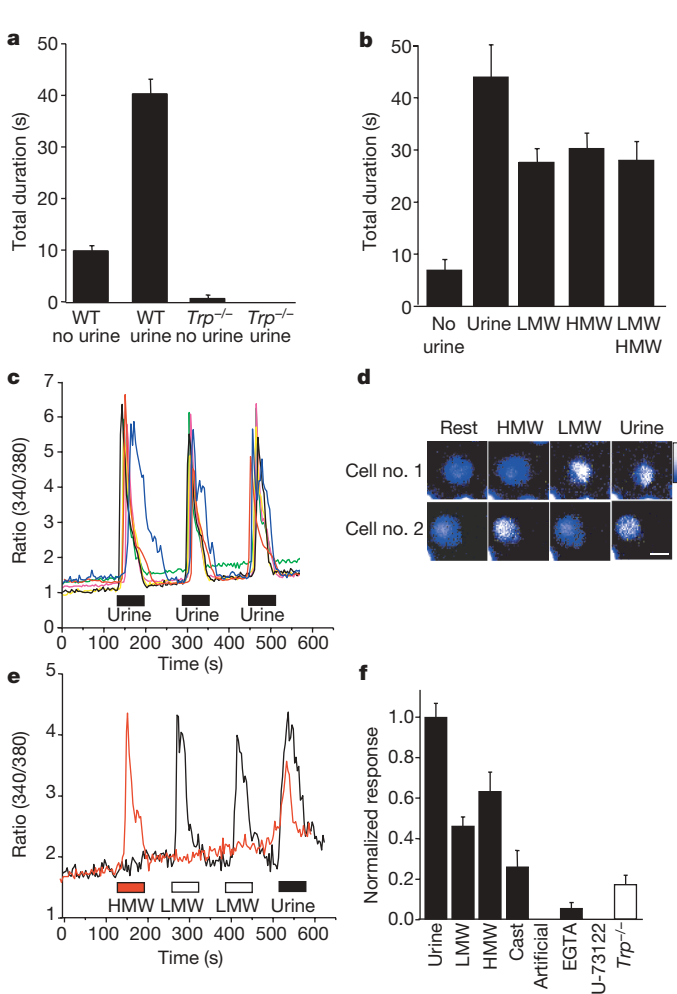 a
Total duration (s)
50
40
30
20
10
0
WT WT Trp–/– Trp–/–
no urine urine no urine urine
b
Total duration (s)
50
40
30
20
10
0
No Urine LMW HMW LMW
urine HMW
c
Ratio (340/380)
7
6
5
4
3
2
1
0
Urine Urine Urine
0 100 200 300 400 500 600
Time (s)
d
Rest HMW LMW Urine
Cell no. 1
Cell no. 2
e
Ratio (340/380)
5
4
3
2
1
HMW LMW LMW Urine
0 100 200 300 400 500 600
Time (s)
f
Normalized response
1.0
0.8
0.6
0.4
0.2
0.0
Urine
LMW
HMW
Cast
Artificial
EGTA
U-73122
Trp–/–